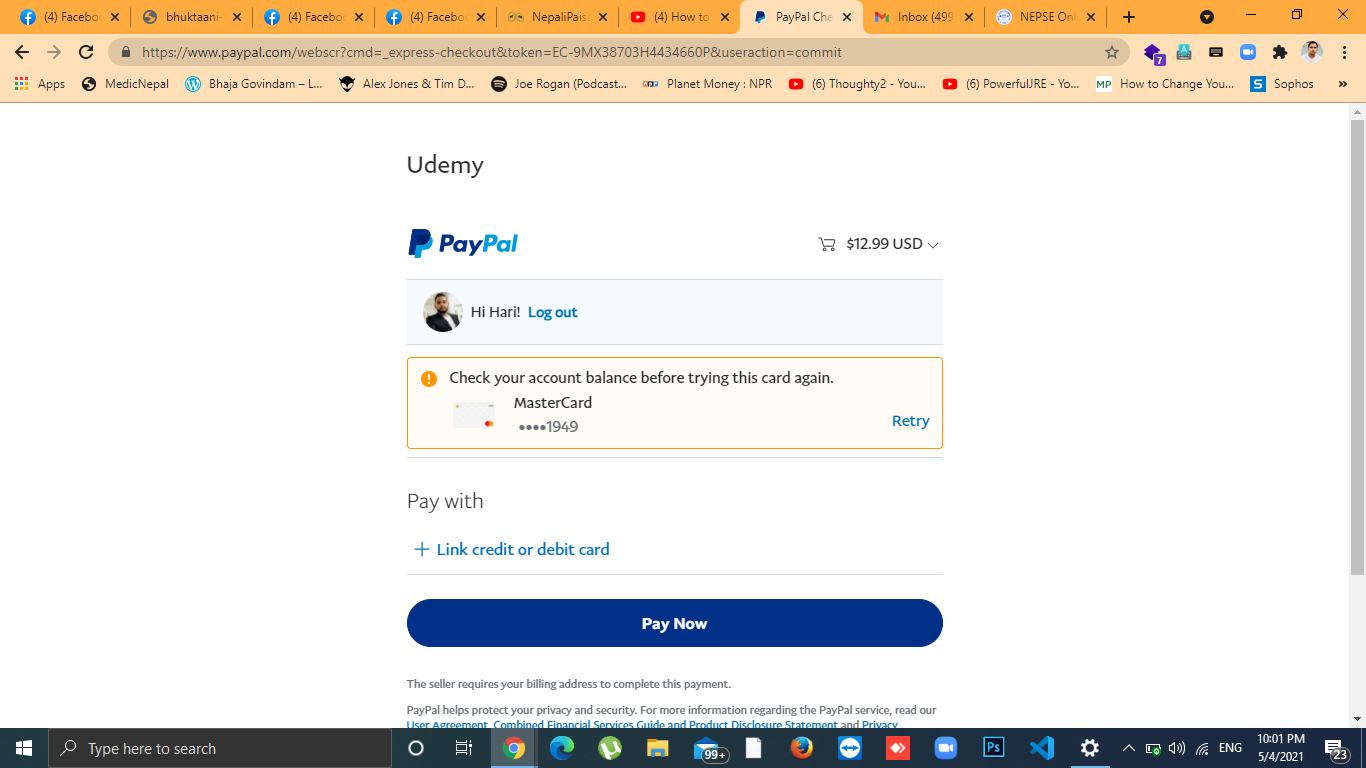 (4) Facebo
bhuktaani-
(4) Faceboo
(4) Faceboo
NepaliPaisa
(4) How to
PayPal Che
Inbox (499
NEPSE Onl
https://www.paypal.com/webscr?cmd=_express-checkout&token=EC-9MX38703H4434660P&useraction=commit
7
Apps
MedicNepal
Bhaja Govindam – L...
Alex Jones & Tim D...
Joe Rogan (Podcast...
Planet Money : NPR
(6) Thoughty2 - You...
(6) PowerfulJRE - Yo...
MP
How to Change You...
S
Sophos
»
Udemy
PayPal
$12.99 USD
Hi Hari! Log out
Check your account balance before trying this card again.
MasterCard
••••1949
Retry
Pay with
+ Link credit or debit card
Pay Now
The seller requires your billing address to complete this payment.
PayPal helps protect your privacy and security. For more information regarding the PayPal service, read our
User Agreement, Combined Financial Services Guide and Product Disclosure Statement and Privacy
Type here to search
99+
Ps
ENG
10:01 PM
5/4/2021
23